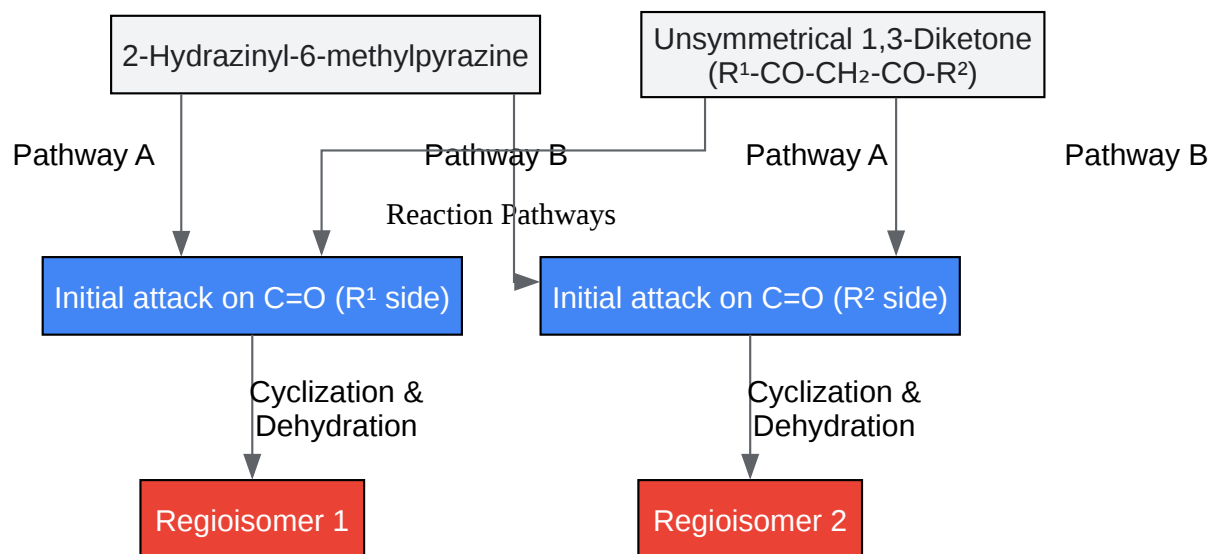 2-Hydrazinyl-6-methylpyrazine
Unsymmetrical 1,3-Diketone
(R¹-CO-CH₂-CO-R²)
Pathway A
Pathway B
Pathway A
Pathway B
Reaction Pathways
Initial attack on C=O (R¹ side)
Initial attack on C=O (R² side)
Cyclization &
Dehydration
Cyclization &
Dehydration
Regioisomer 1
Regioisomer 2